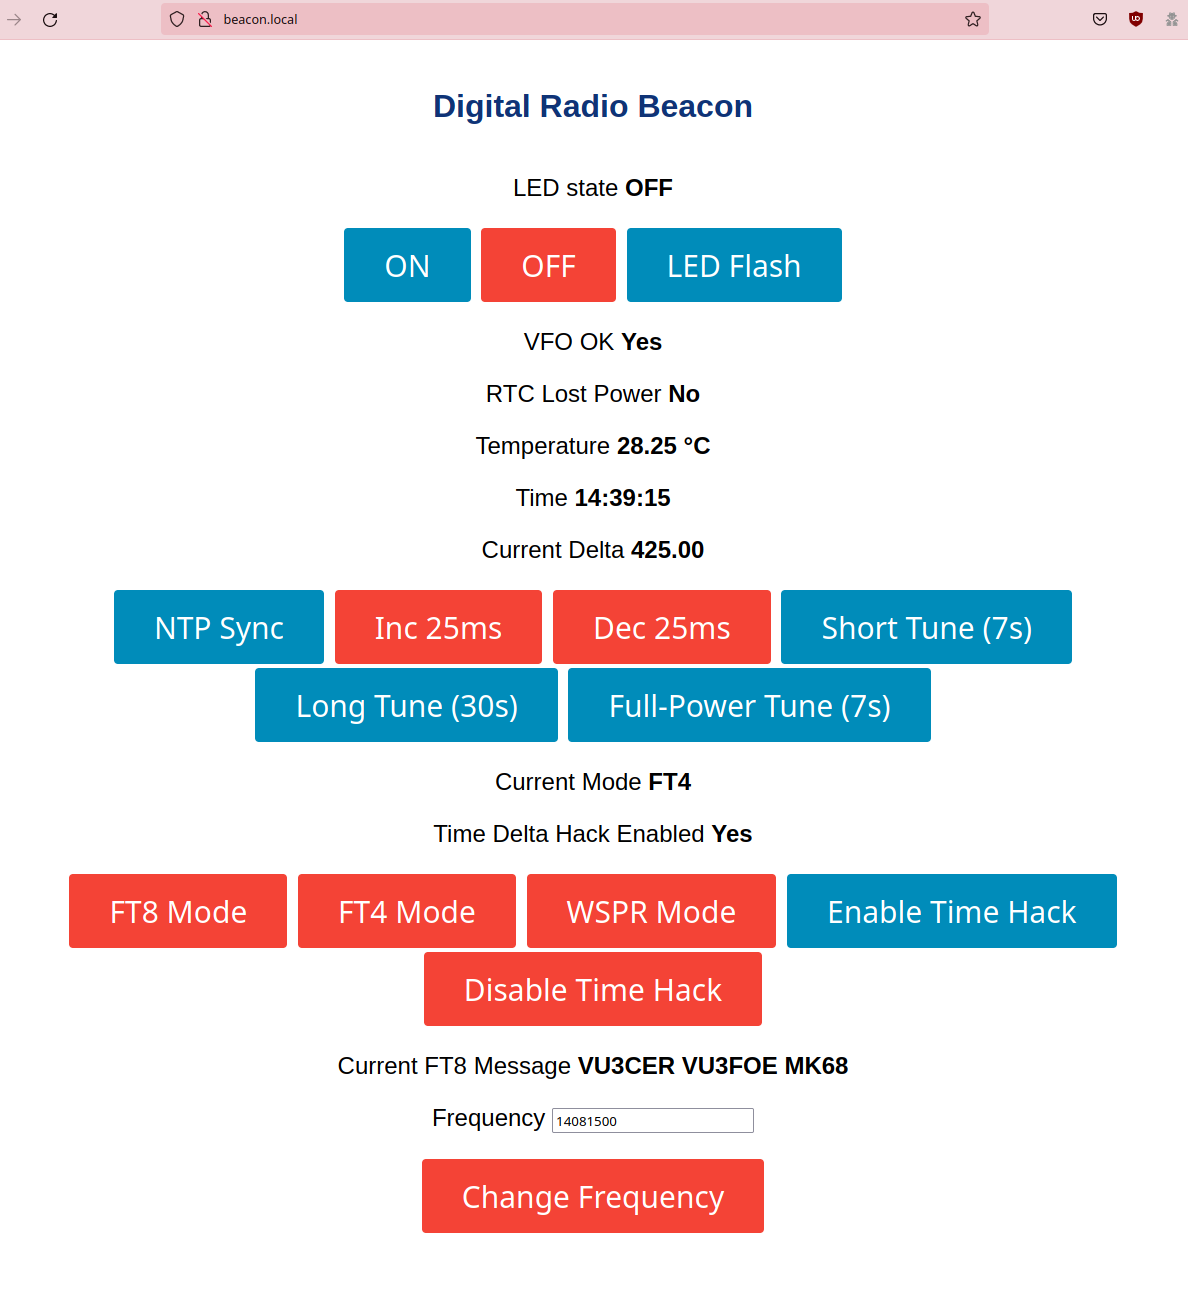 beacon.local
Digital Radio Beacon
LED state OFF
ON OFF LED Flash
VFO OK Yes
RTC Lost Power No
Temperature 28.25 °C
Time 14:39:15
Current Delta 425.00
NTP Sync Inc 25ms Dec 25ms Short Tune (7s)
Long Tune (30s) Full-Power Tune (7s)
Current Mode FT4
Time Delta Hack Enabled Yes
FT8 Mode FT4 Mode WSPR Mode Enable Time Hack
Disable Time Hack
Current FT8 Message VU3CER VU3FOE MK68
Frequency 14081500
Change Frequency